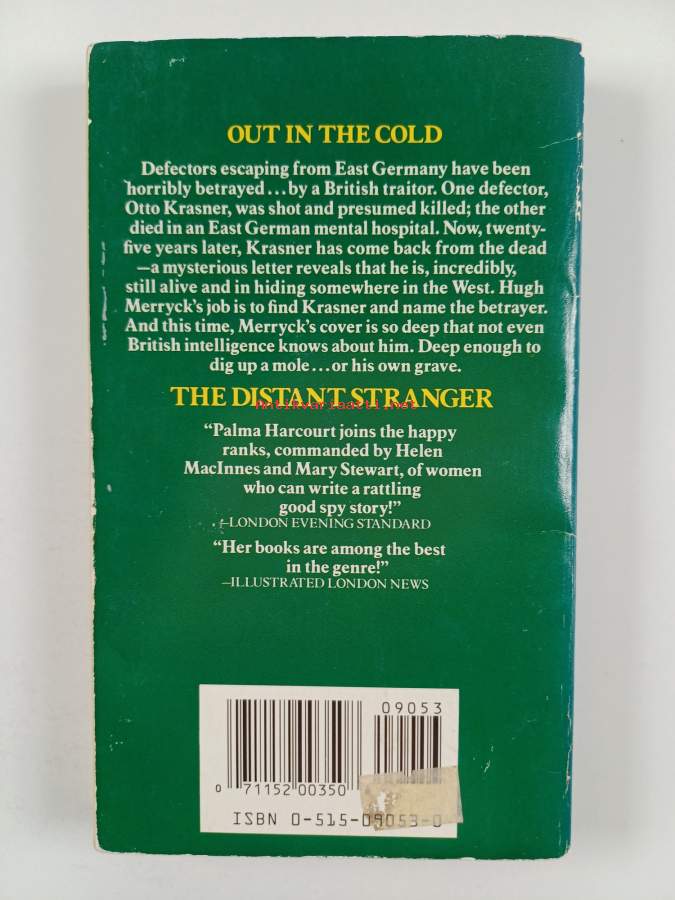 OUT IN THE COLD
Defectors escaping from East Germany have been
horribly betrayed...by a British traitor. One defector,
Otto Krasner, was shot and presumed killed; the other
died in an East German mental hospital. Now, twenty-
five years later, Krasner has come back from the dead
—a mysterious letter reveals that he is, incredibly,
still alive and in hiding somewhere in the West. Hugh
Merryck's job is to find Krasner and name the betrayer.
And this time, Merryck's cover is so deep that not even
British intelligence knows about him. Deep enough to
dig up a mole...or his own grave.
THE DISTANT STRANGER
Antikvariaatti.net
“Palma Harcourt joins the happy
ranks, commanded by Helen
MacInnes and Mary Stewart, of women
who can write a rattling
good spy story!”
—LONDON EVENING STANDARD
“Her books are among the best
in the genre!”
—ILLUSTRATED LONDON NEWS
09053
0 71152 00350
ISBN 0-515-09053-0